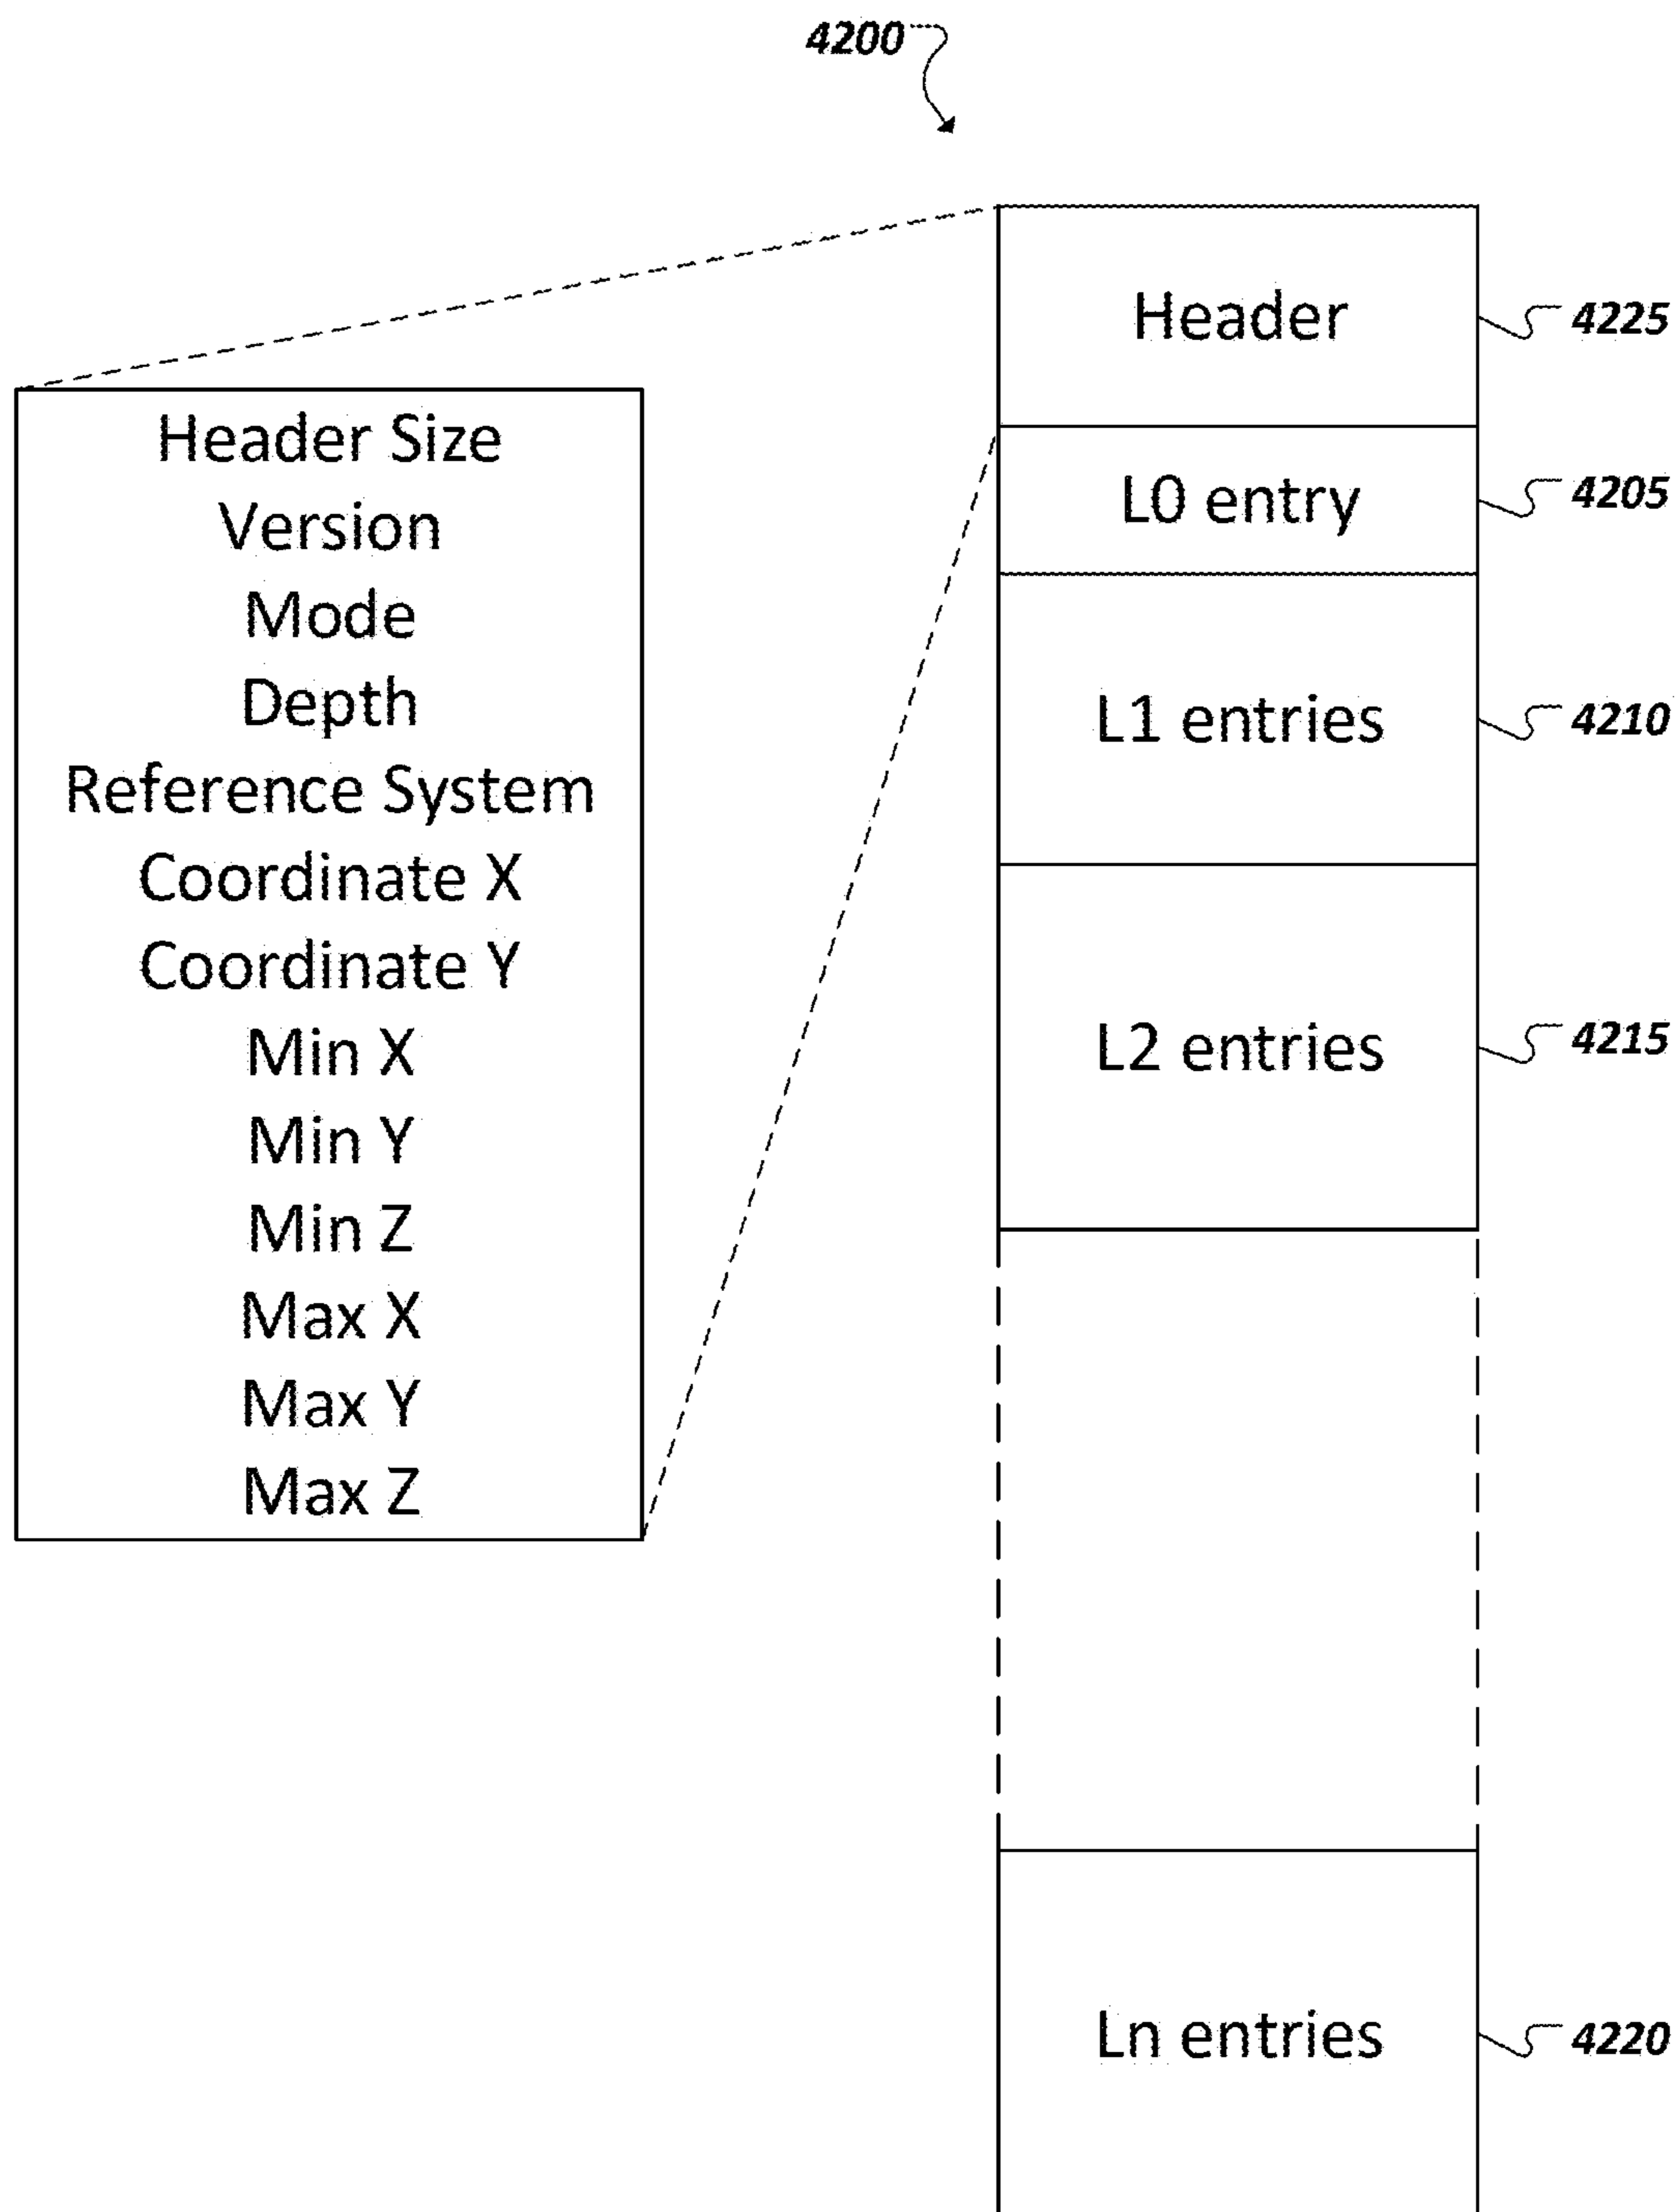 4200
Header
4225
Header Size
Version
Mode
Depth
Reference System
Coordinate X
Coordinate Y
Min X
Min Y
Min Z
Max X
Max Y
Max Z
L0 entry
4205
L1 entries
4210
L2 entries
4215
Ln entries
4220